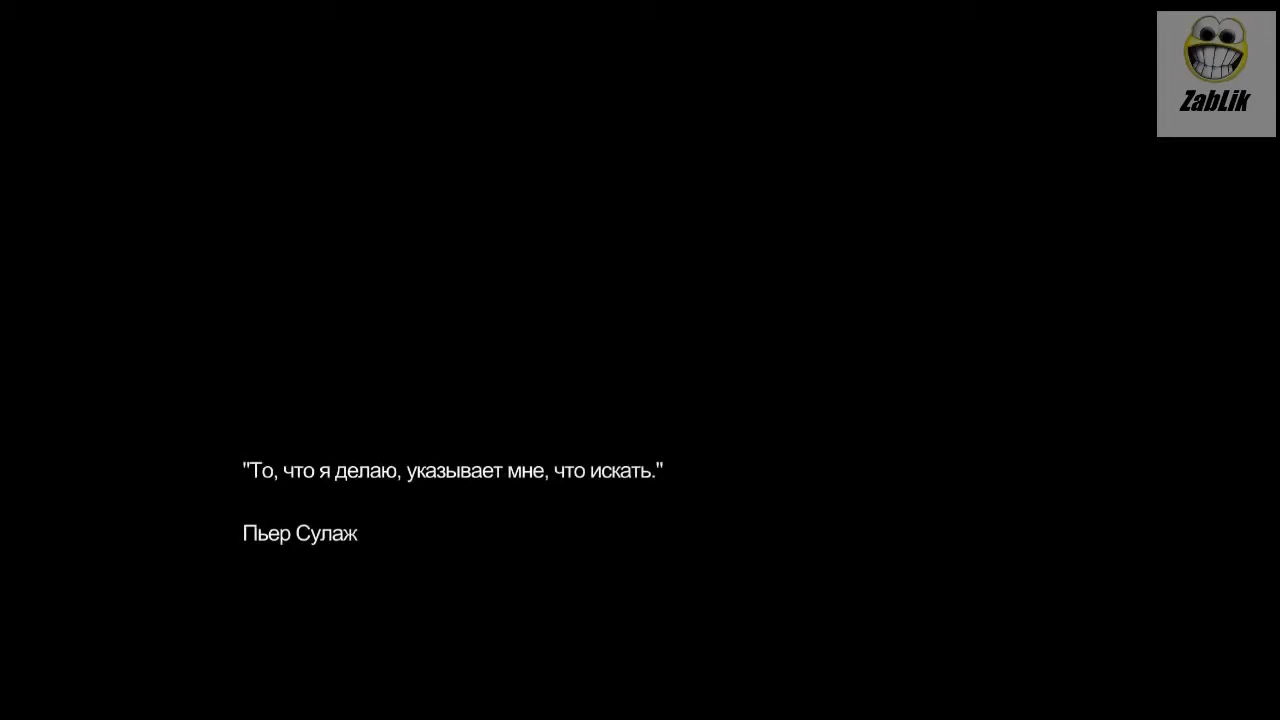 ZabLik
"То, что я делаю, указывает мне, что искать."
Пьер Сулаж